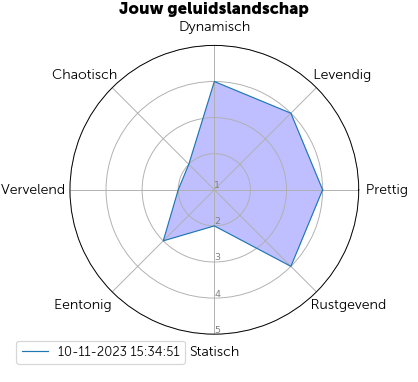 Jouw geluidslandschap
Dynamisch
Chaotisch
Levendig
Vervelend
1
Prettig
2
3
4
Eentonig
Rustgevend
5
10-11-2023 15:34:51
Statisch